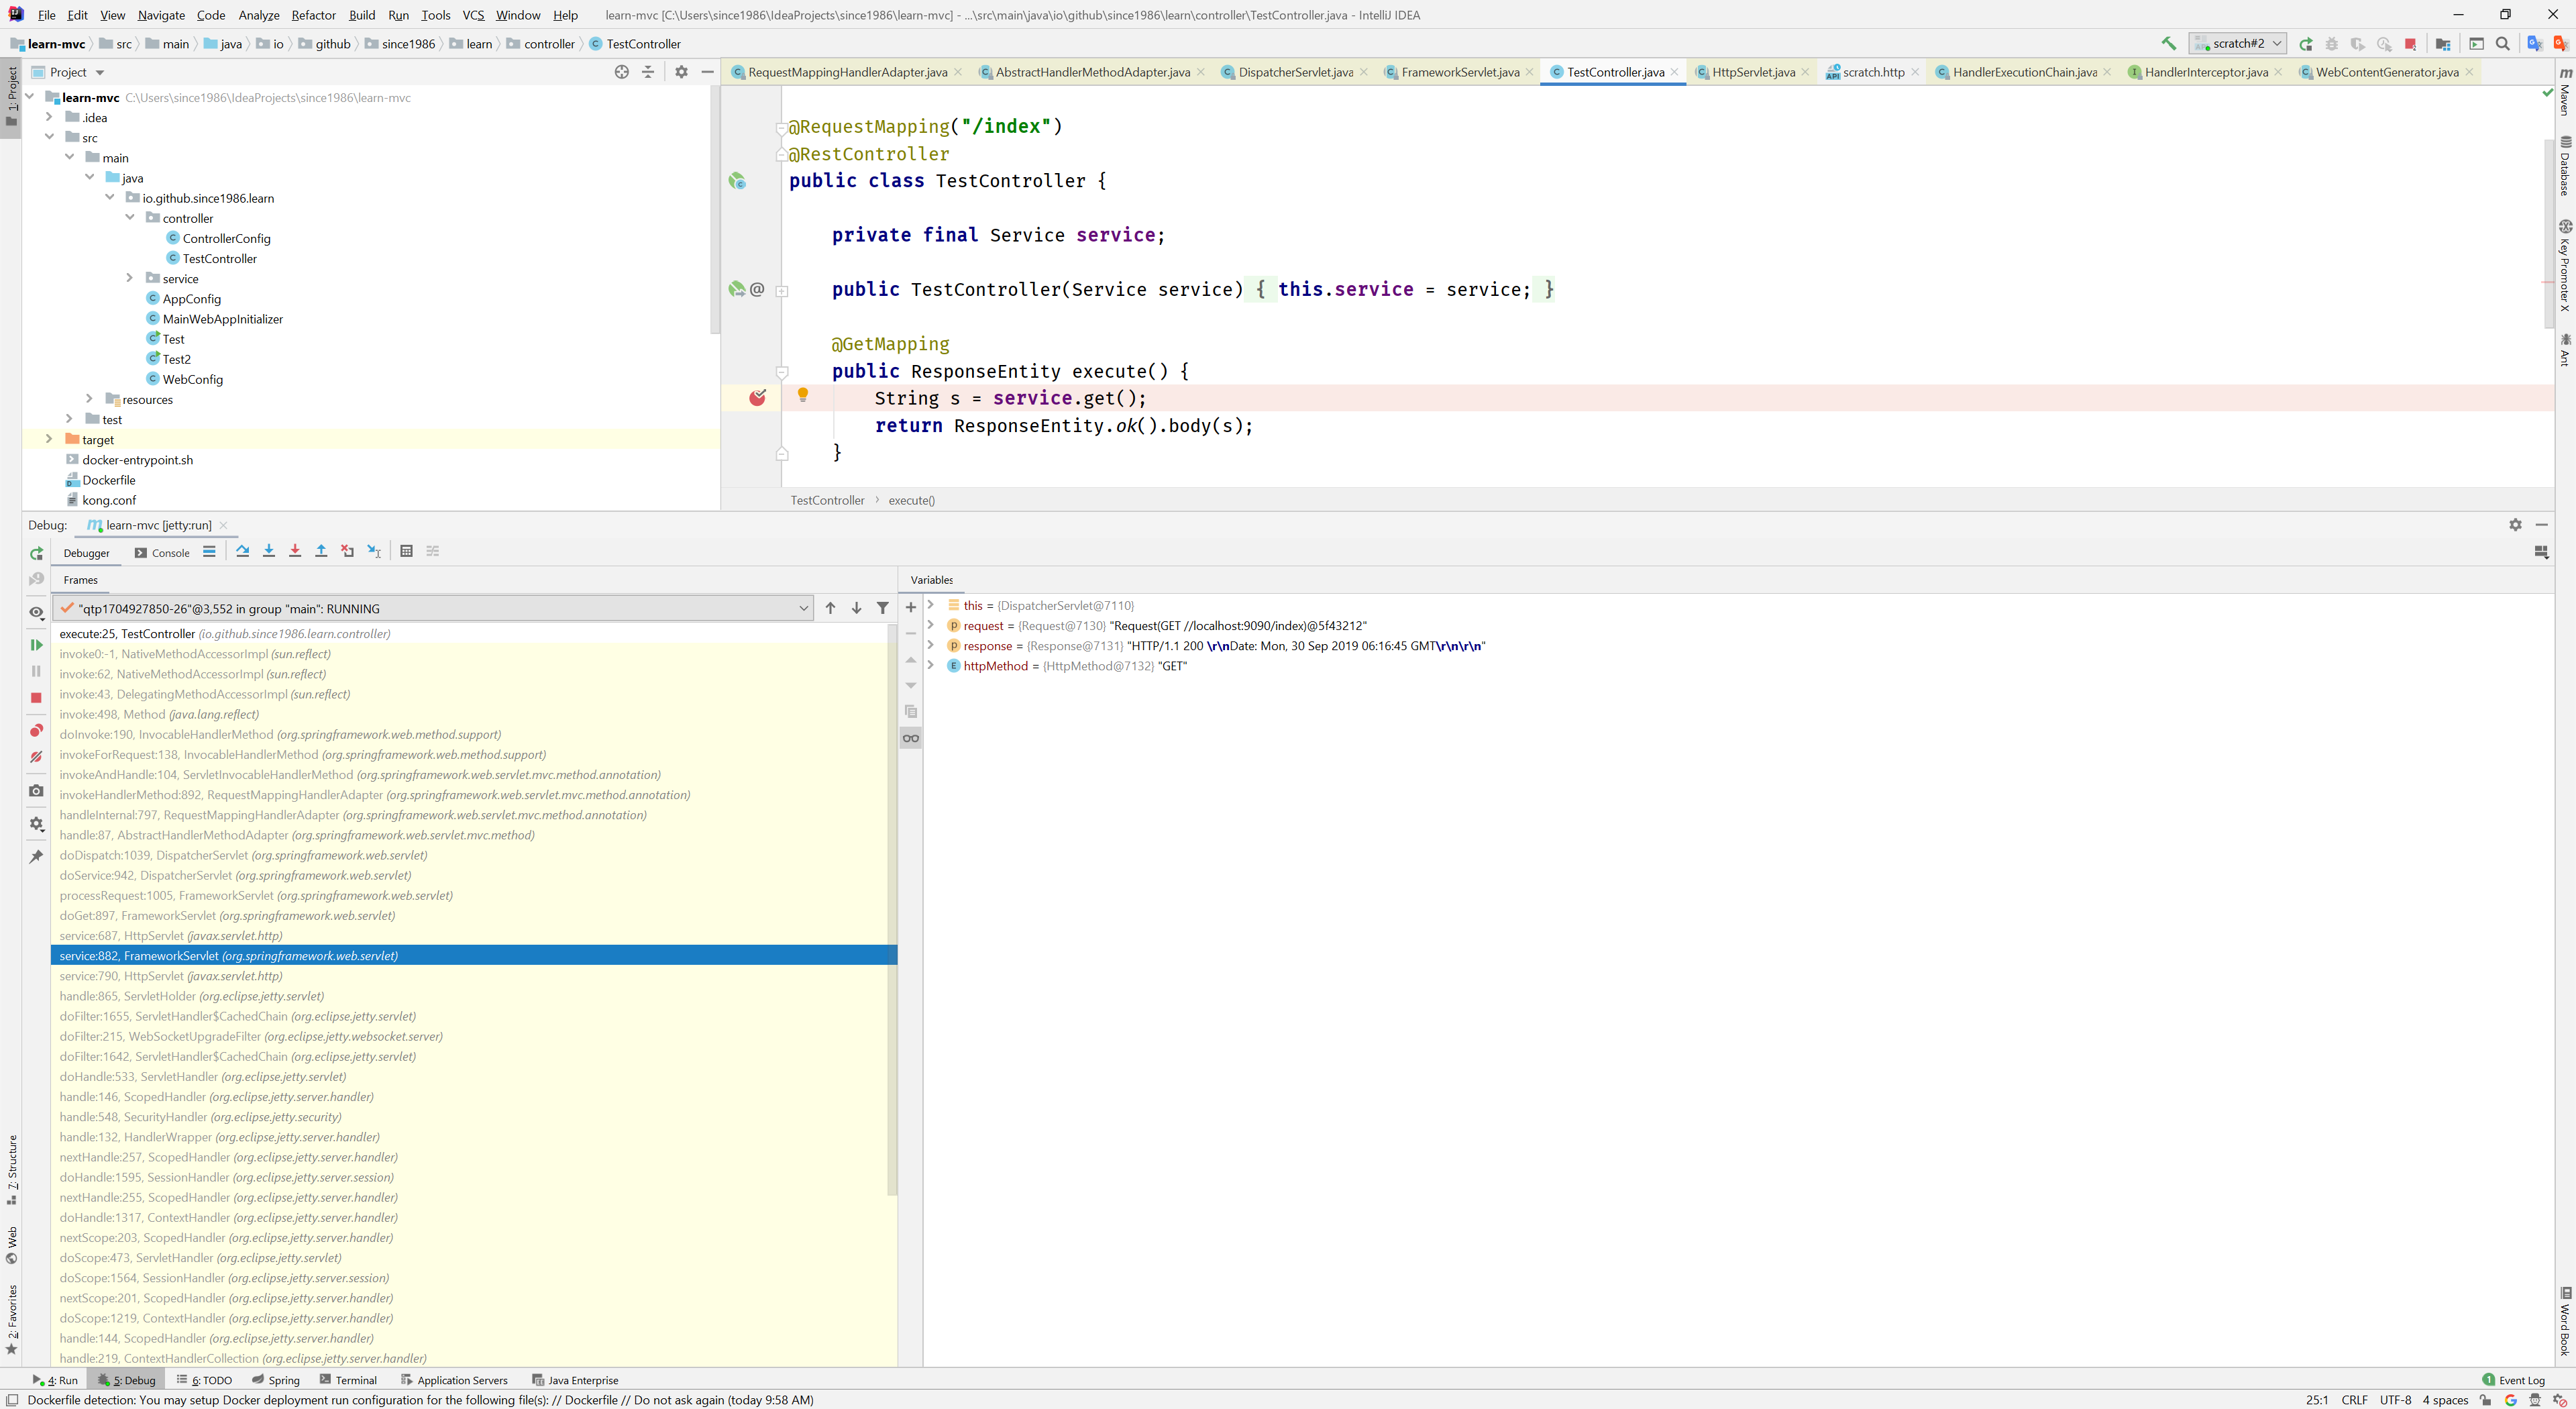 File Edit View Navigate Code Analyze Refactor Build Run Tools VCS Window Help learn-mvc [C:\Users\since1986\IdeaProjects\since1986\learn-mvc] - ...\src\main\java\io\github\since1986\learn\controller\TestController.java - IntelliJ IDEA
learn-mvc src main java io github since1986 learn controller TestController scratch#2
Project
RequestMappingHandlerAdapter.java AbstractHandlerMethodAdapter.java DispatcherServlet.java FrameworkServlet.java TestController.java HttpServlet.java scratch.http HandlerExecutionChain.java HandlerInterceptor.java WebContentGenerator.java
learn-mvc C:\Users\since1986\IdeaProjects\since1986\learn-mvc
.idea
src
main
java
io.github.since1986.learn
controller
ControllerConfig
TestController
service
AppConfig
MainWebAppInitializer
Test
Test2
WebConfig
resources
test
target
docker-entrypoint.sh
Dockerfile
kong.conf
@RequestMapping("/index")
@RestController
public class TestController {
private final Service service;
public TestController(Service service) { this.service = service; }
@GetMapping
public ResponseEntity execute() {
String s = service.get();
return ResponseEntity.ok().body(s);
}
TestController execute()
1: Project
7: Structure
Web
2: Favorites
Maven
Database
Key Promoter X
Ant
Word Book
Debug: learn-mvc [jetty:run]
Debugger Console
Frames
Variables
"qtp1704927850-26"@3,552 in group "main": RUNNING
execute:25, TestController (io.github.since1986.learn.controller)
invoke0:-1, NativeMethodAccessorImpl (sun.reflect)
invoke:62, NativeMethodAccessorImpl (sun.reflect)
invoke:43, DelegatingMethodAccessorImpl (sun.reflect)
invoke:498, Method (java.lang.reflect)
doInvoke:190, InvocableHandlerMethod (org.springframework.web.method.support)
invokeForRequest:138, InvocableHandlerMethod (org.springframework.web.method.support)
invokeAndHandle:104, ServletInvocableHandlerMethod (org.springframework.web.servlet.mvc.method.annotation)
invokeHandlerMethod:892, RequestMappingHandlerAdapter (org.springframework.web.servlet.mvc.method.annotation)
handleInternal:797, RequestMappingHandlerAdapter (org.springframework.web.servlet.mvc.method.annotation)
handle:87, AbstractHandlerMethodAdapter (org.springframework.web.servlet.mvc.method)
doDispatch:1039, DispatcherServlet (org.springframework.web.servlet)
doService:942, DispatcherServlet (org.springframework.web.servlet)
processRequest:1005, FrameworkServlet (org.springframework.web.servlet)
doGet:897, FrameworkServlet (org.springframework.web.servlet)
service:687, HttpServlet (javax.servlet.http)
service:882, FrameworkServlet (org.springframework.web.servlet)
service:790, HttpServlet (javax.servlet.http)
handle:865, ServletHolder (org.eclipse.jetty.servlet)
doFilter:1655, ServletHandler$CachedChain (org.eclipse.jetty.servlet)
doFilter:215, WebSocketUpgradeFilter (org.eclipse.jetty.websocket.server)
doFilter:1642, ServletHandler$CachedChain (org.eclipse.jetty.servlet)
doHandle:533, ServletHandler (org.eclipse.jetty.servlet)
handle:146, ScopedHandler (org.eclipse.jetty.server.handler)
handle:548, SecurityHandler (org.eclipse.jetty.security)
handle:132, HandlerWrapper (org.eclipse.jetty.server.handler)
nextHandle:257, ScopedHandler (org.eclipse.jetty.server.handler)
doHandle:1595, SessionHandler (org.eclipse.jetty.server.session)
nextHandle:255, ScopedHandler (org.eclipse.jetty.server.handler)
doHandle:1317, ContextHandler (org.eclipse.jetty.server.handler)
nextScope:203, ScopedHandler (org.eclipse.jetty.server.handler)
doScope:473, ServletHandler (org.eclipse.jetty.servlet)
doScope:1564, SessionHandler (org.eclipse.jetty.server.session)
nextScope:201, ScopedHandler (org.eclipse.jetty.server.handler)
doScope:1219, ContextHandler (org.eclipse.jetty.server.handler)
handle:144, ScopedHandler (org.eclipse.jetty.server.handler)
handle:219, ContextHandlerCollection (org.eclipse.jetty.server.handler)
this = {DispatcherServlet@7110}
request = {Request@7130} "Request(GET //localhost:9090/index)@5f43212"
response = {Response@7131} "HTTP/1.1 200 \r\nDate: Mon, 30 Sep 2019 06:16:45 GMT\r\n\r\n"
httpMethod = {HttpMethod@7132} "GET"
4: Run 5: Debug 6: TODO Spring Terminal Application Servers Java Enterprise 1 Event Log
Dockerfile detection: You may setup Docker deployment run configuration for the following file(s): // Dockerfile // Do not ask again (today 9:58 AM) 25:1 CRLF UTF-8 4 spaces